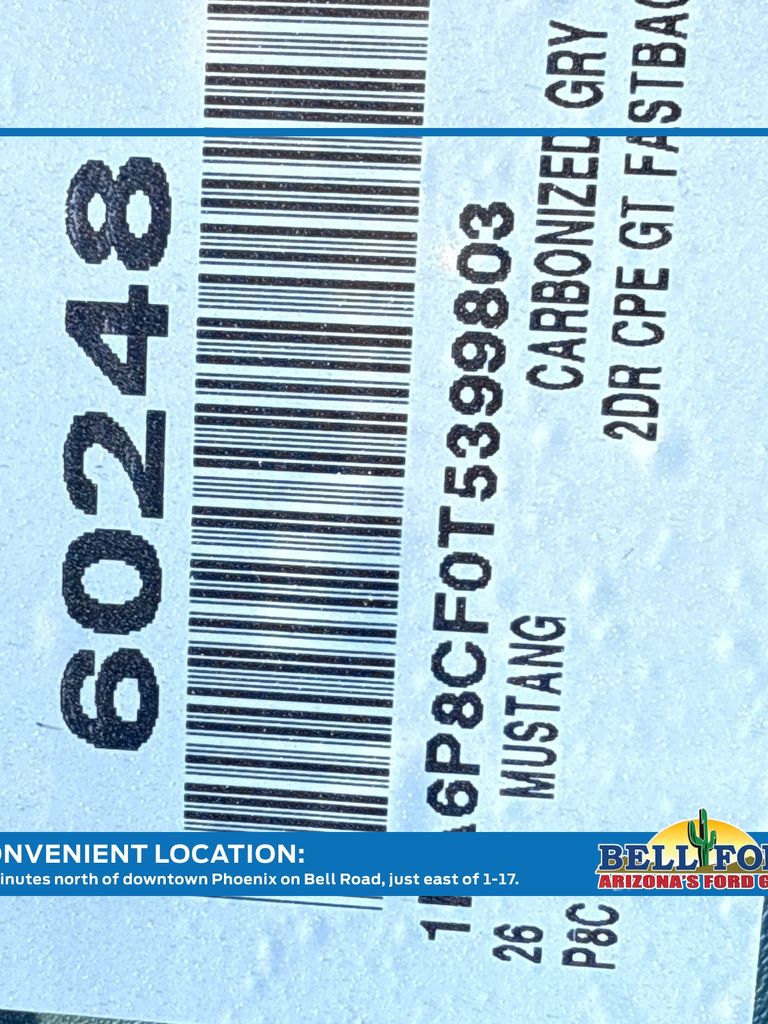 60248
6P8CF0T5399803
26 MUSTANG CARBONIZED GRY
P8C 2DR CPE GT FASTBAC
ONVENIENT LOCATION:
inutes north of downtown Phoenix on Bell Road, just east of 1-17.
BELL FO
ARIZONA'S FORD G